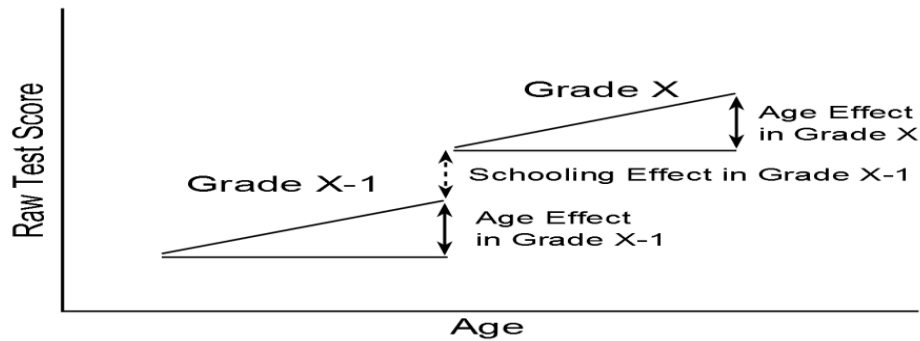 Raw Test Score
Grade X
Age Effect
in Grade X
Schooling Effect in Grade X-1
Grade X-1
Age Effect
in Grade X-1
Age